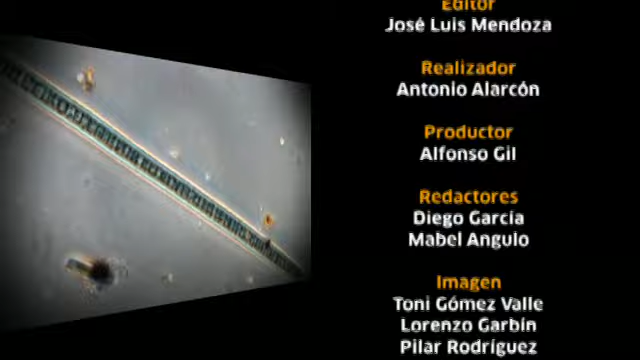 Editor
José Luis Mendoza
Realizador
Antonio Alarcón
Productor
Alfonso Gil
Redactores
Diego García
Mabel Angulo
Imagen
Toni Gómez Valle
Lorenzo Garbín
Pilar Rodríguez